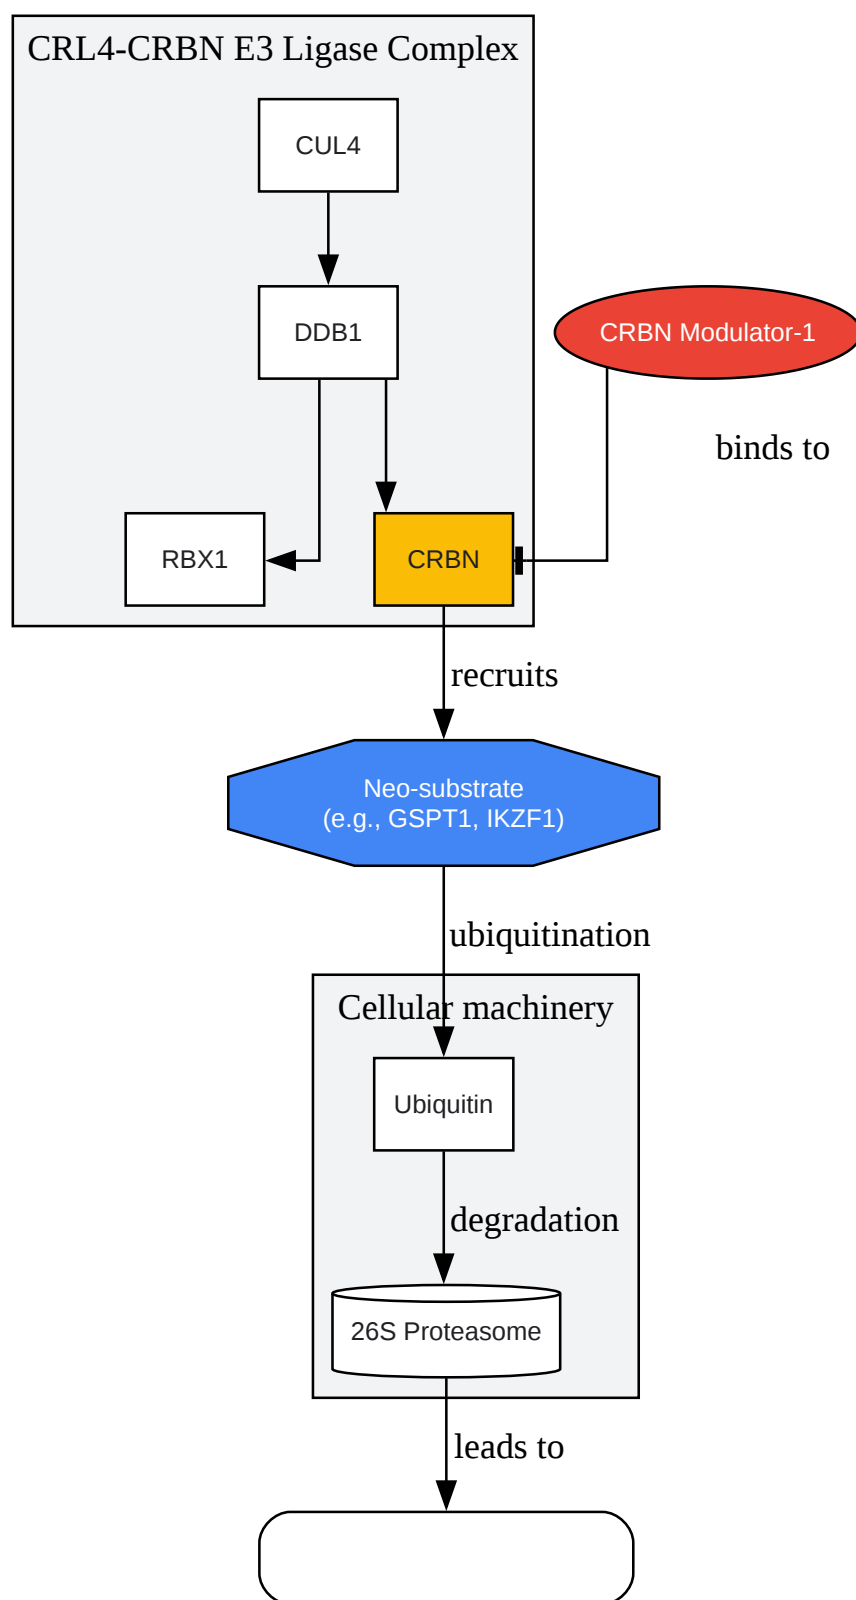 CRL4-CRBN E3 Ligase Complex
CUL4
DDB1
CRBN Modulator-1
binds to
RBX1
CRBN
recruits
Neo-substrate
(e.g., GSPT1, IKZF1)
ubiquitination
Cellular machinery
Ubiquitin
degradation
26S Proteasome
leads to